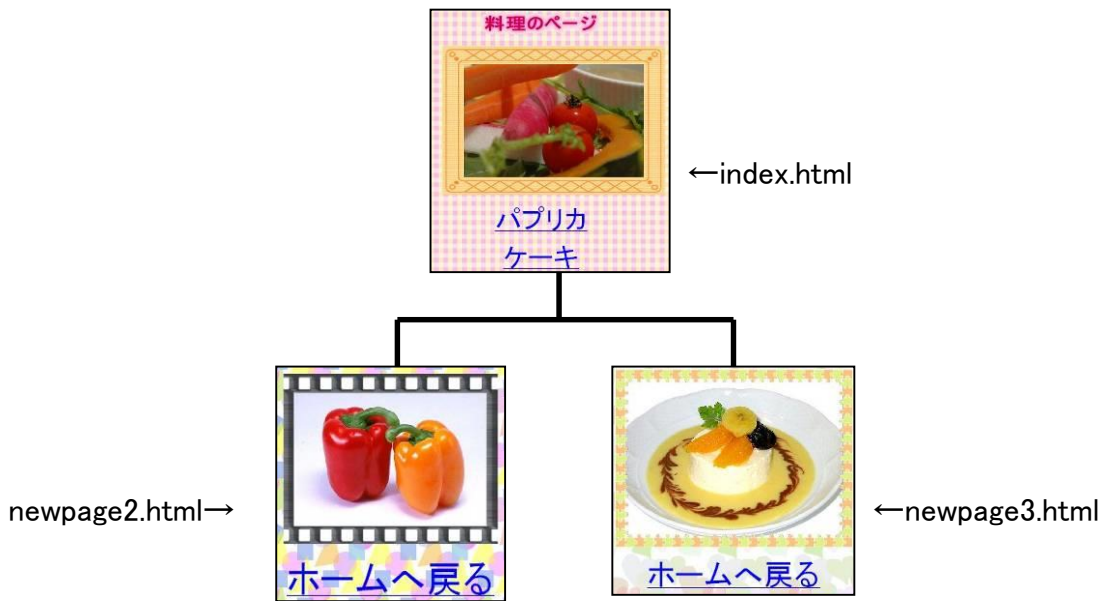 料理のページ
←index.html
パプリカ
ケーキ
newpage2.html→
←newpage3.html
ホームへ戻る
ホームへ戻る